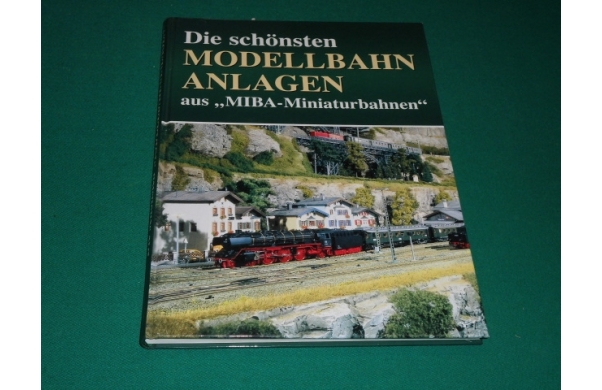 Die schönsten
MODELLBAHN
ANLAGEN
aus „MIBA-Miniaturbahnen“